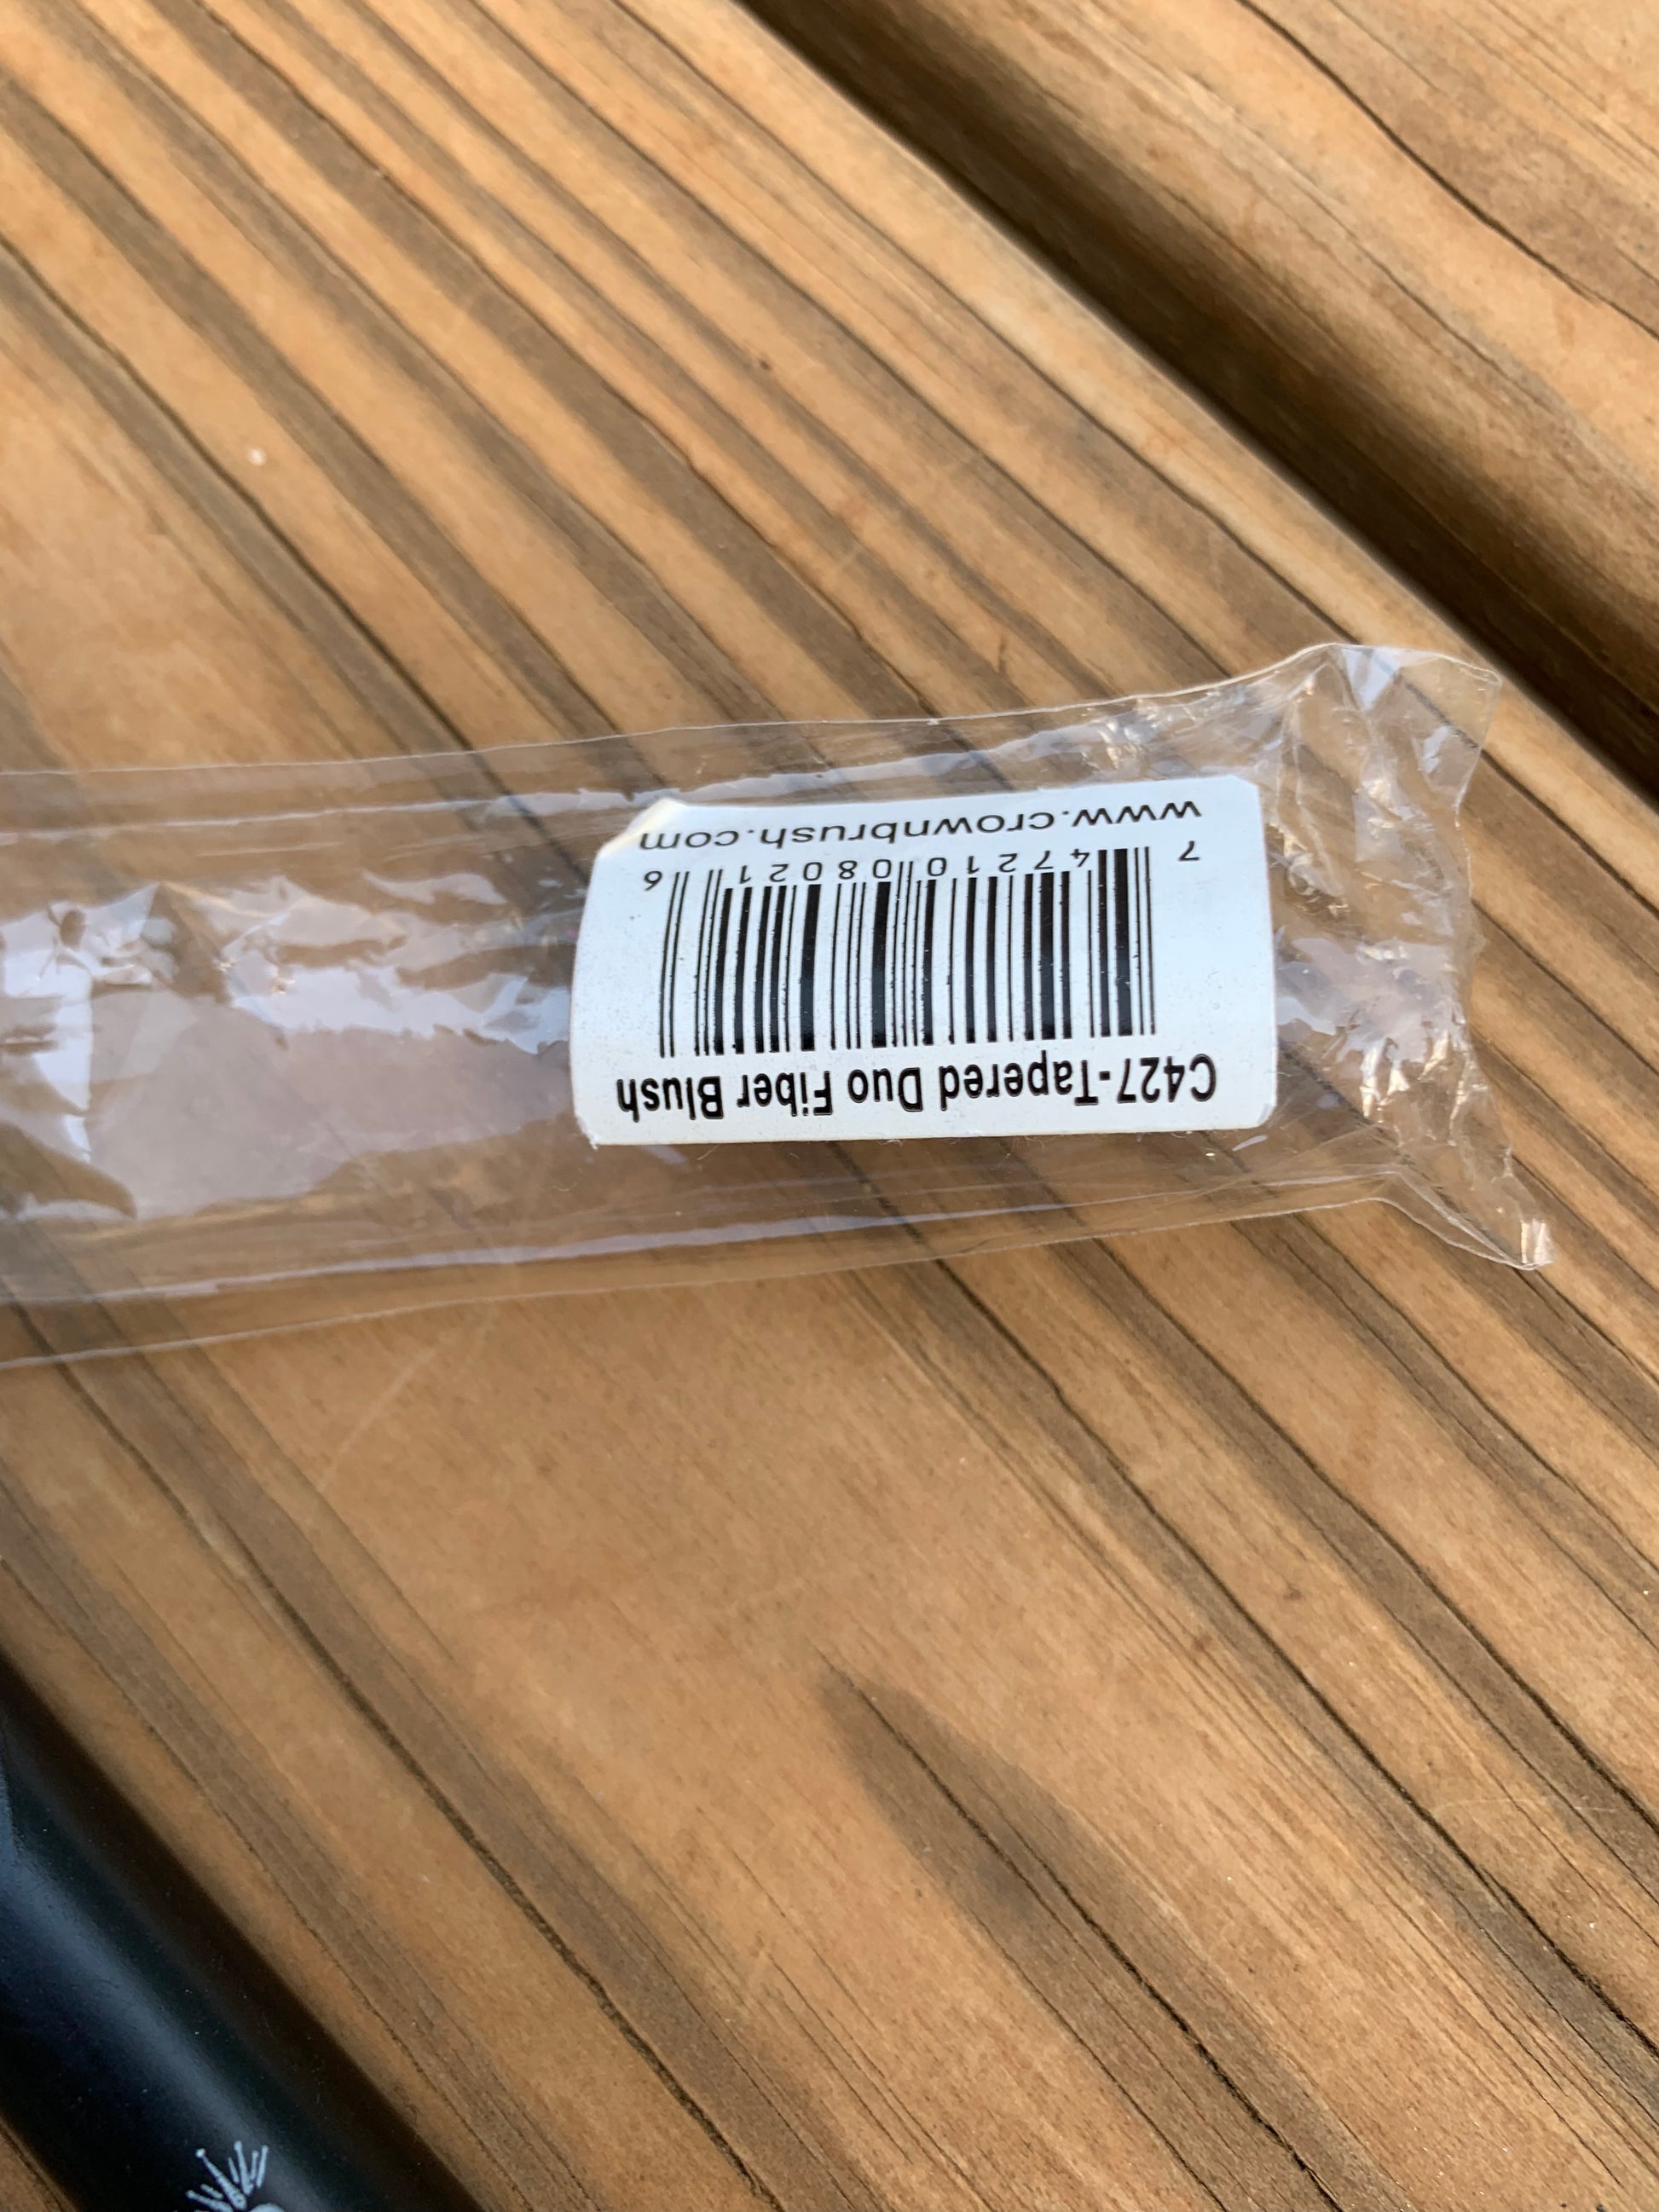 C427-Tapered Duo Fiber Blush
7 47210 08021 6
www.crownbrush.com